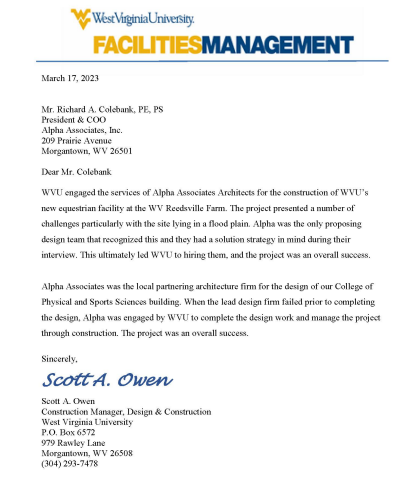 West Virginia University.
FACILITIES MANAGEMENT
March 17, 2023
Mr. Richard A. Colebank, PE, PS
President & COO
Alpha Associates, Inc.
209 Prairie Avenue
Morgantown, WV 26501
Dear Mr. Colebank
WVU engaged the services of Alpha Associates Architects for the construction of WVU's
new equestrian facility at the WV Reedsville Farm. The project presented a number of
challenges particularly with the site lying in a flood plain. Alpha was the only proposing
design team that recognized this and they had a solution strategy in mind during their
interview. This ultimately led WVU to hiring them, and the project was an overall success.
Alpha Associates was the local partnering architecture firm for the design of our College of
Physical and Sports Sciences building. When the lead design firm failed prior to completing
the design, Alpha was engaged by WVU to complete the design work and manage the project
through construction. The project was an overall success.
Sincerely,
Scott A. Owen
Scott A. Owen
Construction Manager, Design & Construction
West Virginia University
P.O. Box 6572
979 Rawley Lane
Morgantown, WV 26508
(304) 293-7478